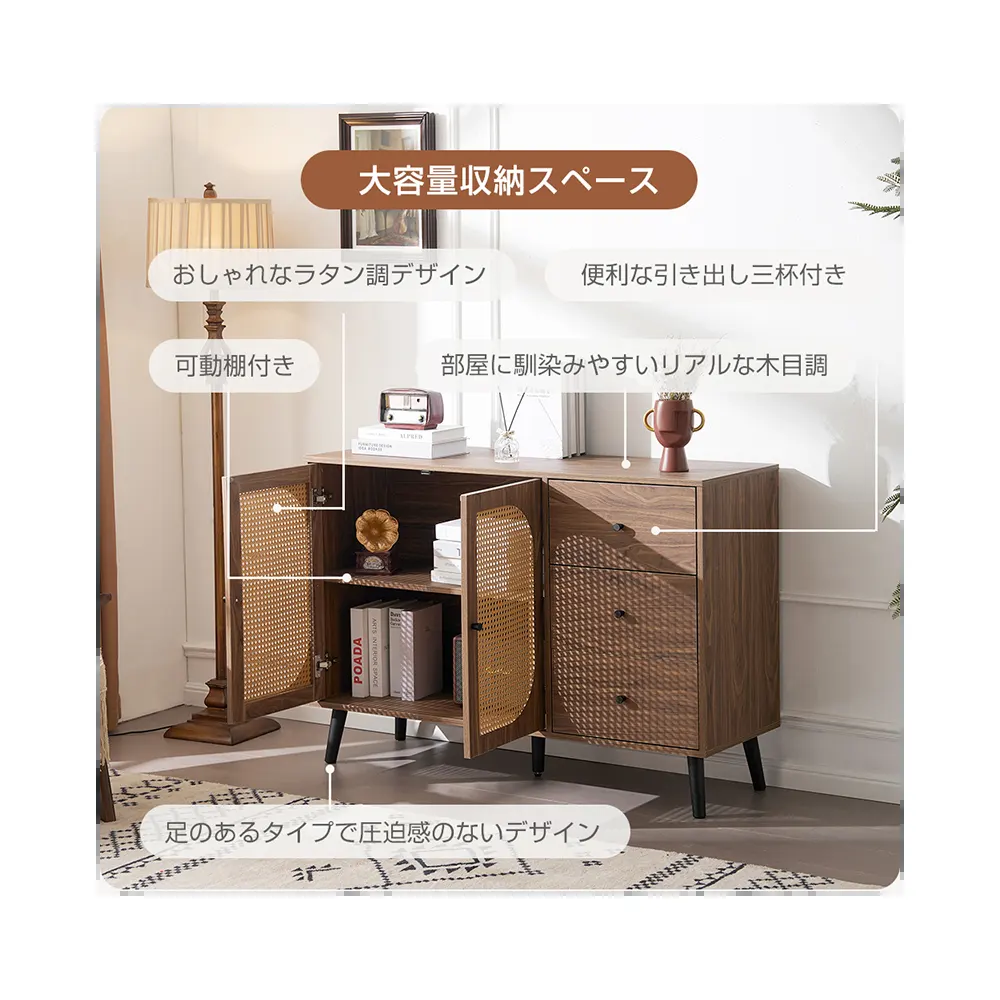 大容量収納スペース
おしゃれなラタン調デザイン
便利な引き出し三杯付き
可動棚付き
部屋に馴染みやすいリアルな木目調
POADA
ARTS INTERIOR SPACE
足のあるタイプで圧迫感のないデザイン